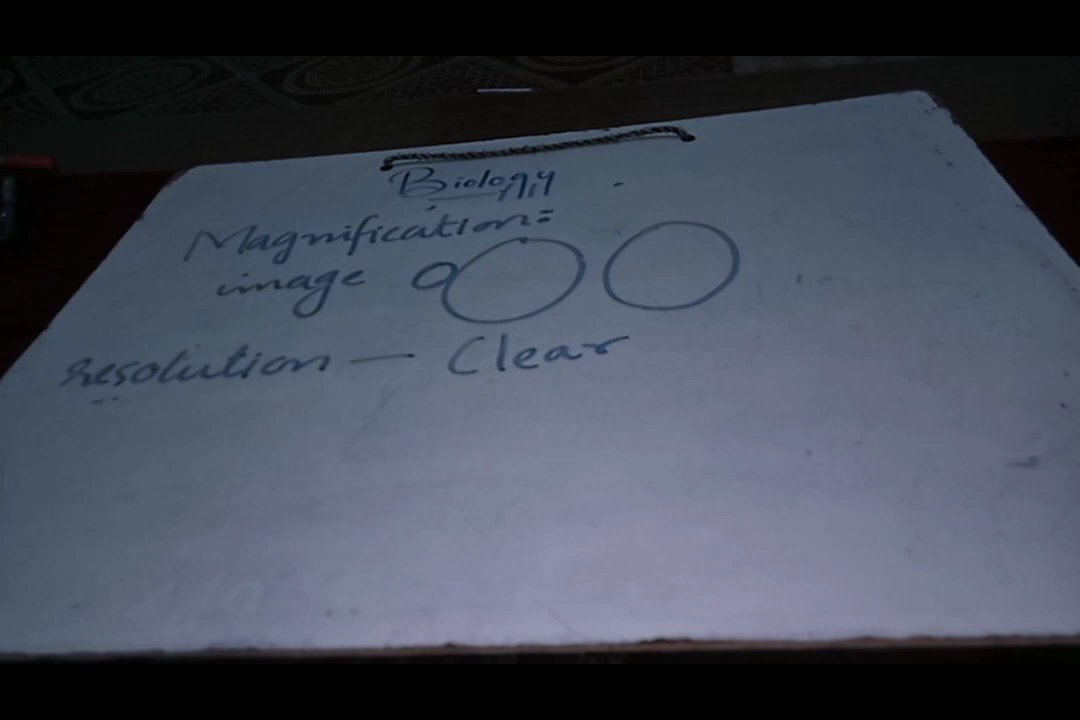 Biology
Magnification:
image
resolution — Clear